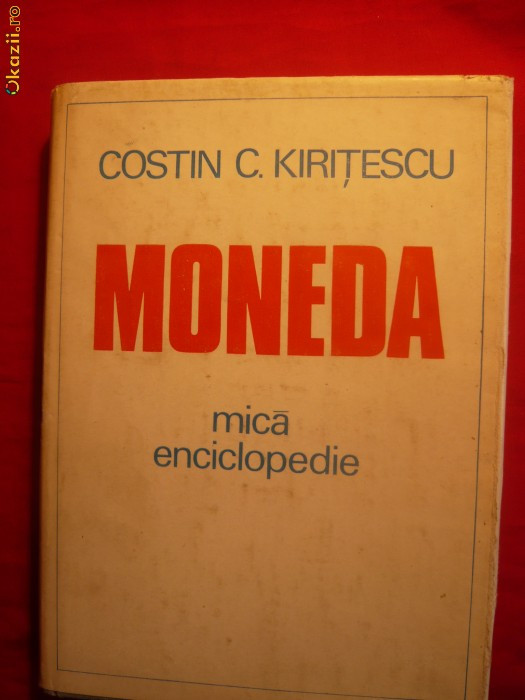 Okazii.ro
COSTIN C. KIRIȚESCU
MONEDA
mică
enciclopedie